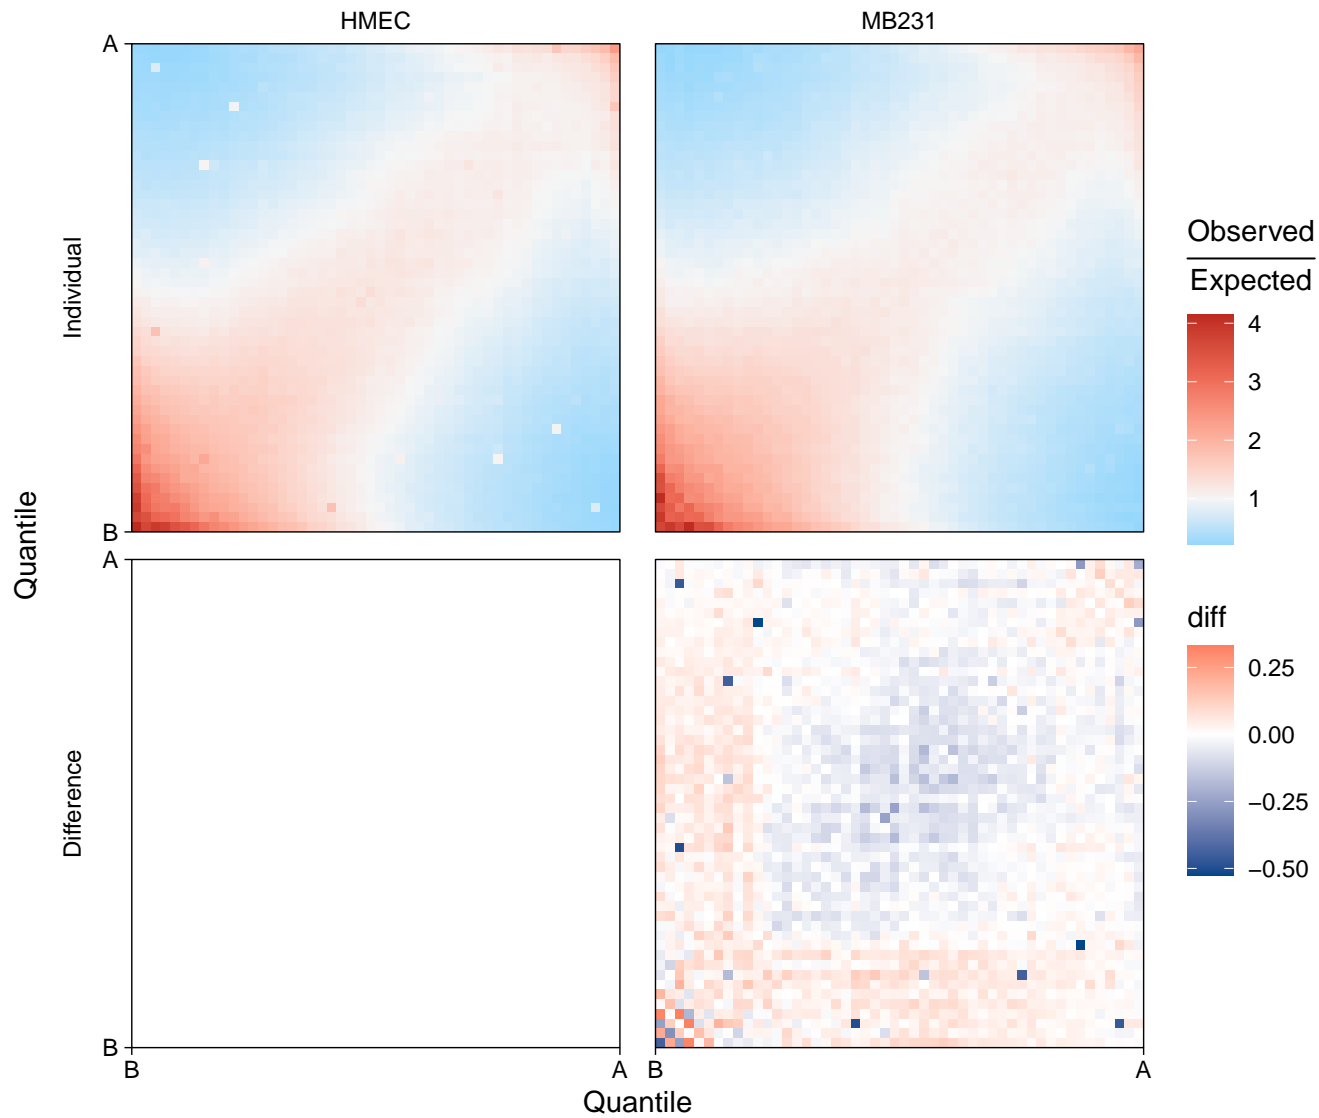 HMEC
MB231
A
Individual
B
Quantile
A
Difference
B
B
A
B
A
Quantile
Observed
Expected
4
3
2
1
diff
0.25
0.00
−0.25
−0.50